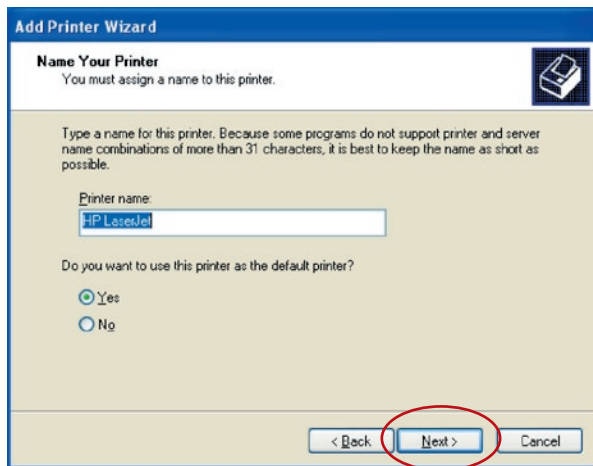 Add Printer Wizard
Name Your Printer
You must assign a name to this printer.
Type a name for this printer. Because some programs do not support printer and server
name combinations of more than 31 characters, it is best to keep the name as short as
possible.
Printer name:
HP LaserJet
Do you want to use this printer as the default printer?
Yes
No
< Back Next > Cancel